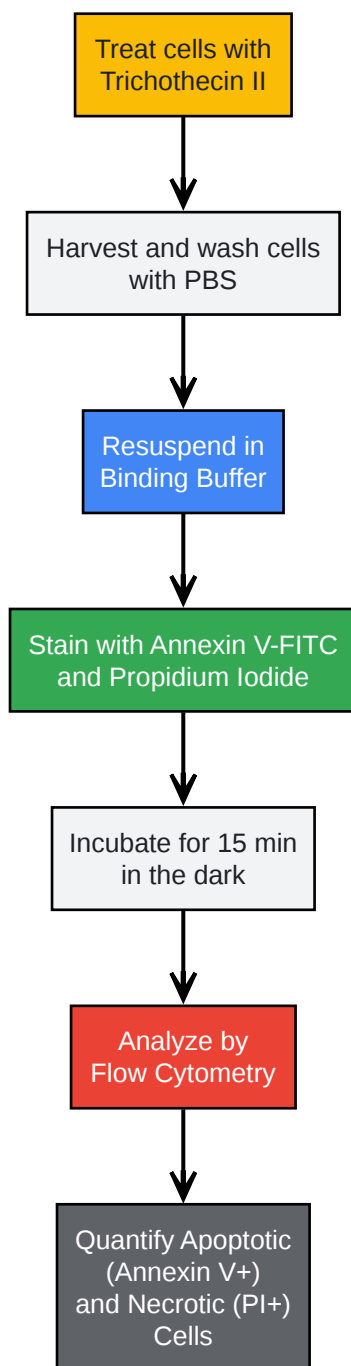 Treat cells with
Trichothecin II
Harvest and wash cells
with PBS
Resuspend in
Binding Buffer
Stain with Annexin V-FITC
and Propidium Iodide
Incubate for 15 min
in the dark
Analyze by
Flow Cytometry
Quantify Apoptotic
(Annexin V+)
and Necrotic (PI+)
Cells